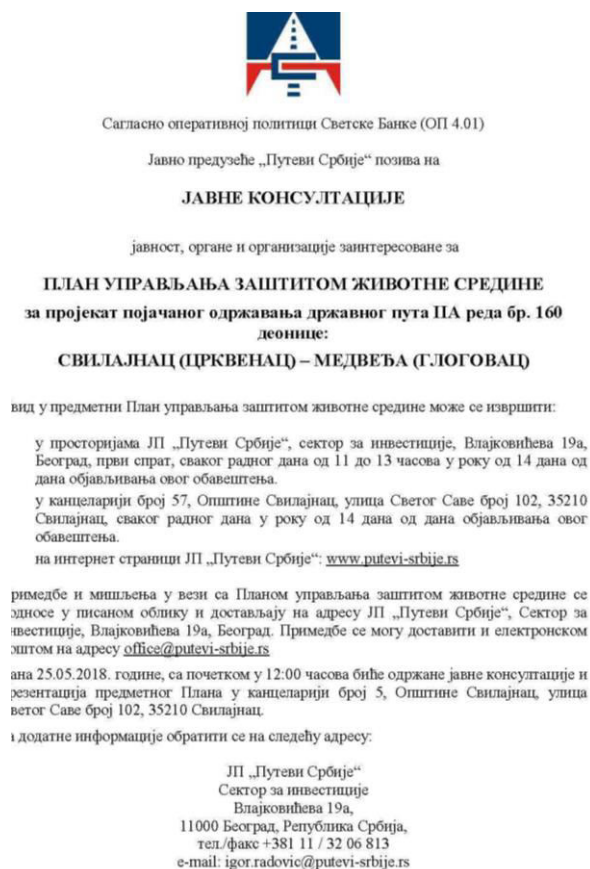 Сагласно оперативној политици Светске Банке (ОП 4.01)
Јавно предузеће „Путеви Србије“ позива на
ЈАВНЕ КОНСУЛТАЦИЈЕ
јавност, органе и организације заинтересоване за
ПЛАН УПРАВЉАЊА ЗАШТИТОМ ЖИВОТНЕ СРЕДИНЕ
за пројекат појачаног одржавања државног пута IIА реда бр. 160
деонице:
СВИЛАЈНАЦ (ЦРКВЕНАЦ) – МЕДВЕЂА (ГЛОГОВАЦ)
вид у предметни План управљања заштитом животне средине може се извршити:
у просторијама ЈП „Путеви Србије“, сектор за инвестиције, Влајковићева 19а,
Београд, први спрат, сваког радног дана од 11 до 13 часова у року од 14 дана од
дана објављивања овог обавештења.
у канцеларији број 57, Општине Свилајнац, улица Светог Саве број 102, 35210
Свилајнац, сваког радног дана у року од 14 дана од дана објављивања овог
обавештења.
на интернет страници ЈП „Путеви Србије“: www.putevi-srbije.rs
римедбе и мишљења у вези са Планом управљања заштитом животне средине се
односе у писаном облику и достављају на адресу ЈП „Путеви Србије“, Сектор за
нвестиције, Влајковићева 19а, Београд. Примедбе се могу доставити и електронском
оштом на адресу office@putevi-srbije.rs
ана 25.05.2018. године, са почетком у 12:00 часова биће одржане јавне консултације и
резентација предметног Плана у канцеларији број 5, Општине Свилајнац, улица
ветог Саве број 102, 35210 Свилајнац.
а додатне информације обратити се на следећу адресу:
ЈП „Путеви Србије“
Сектор за инвестиције
Влајковићева 19а,
11000 Београд, Република Србија,
тел./факс +381 11 / 32 06 813
e-mail: igor.radovic@putevi-srbije.rs